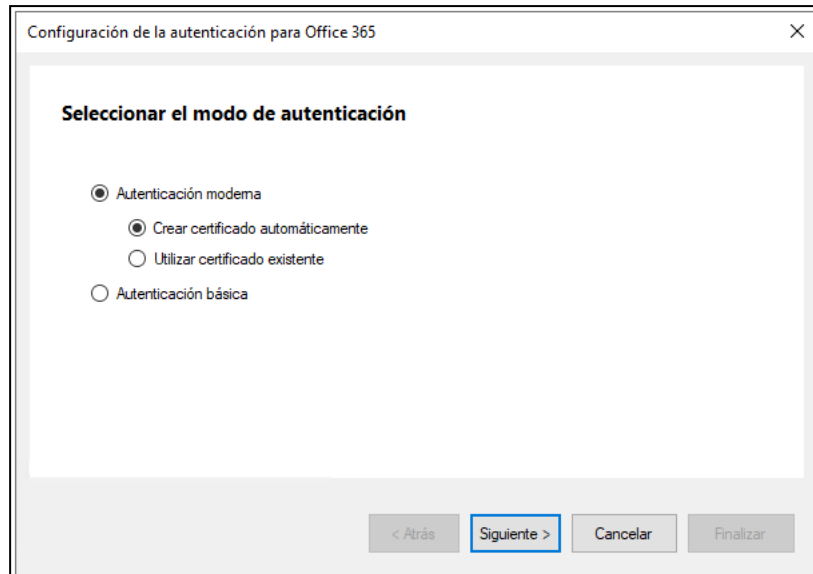 Configuración de la autenticación para Office 365
Seleccionar el modo de autenticación
Autenticación moderna
Crear certificado automáticamente
Utilizar certificado existente
Autenticación básica
< Atrás Siguiente > Cancelar Finalizar